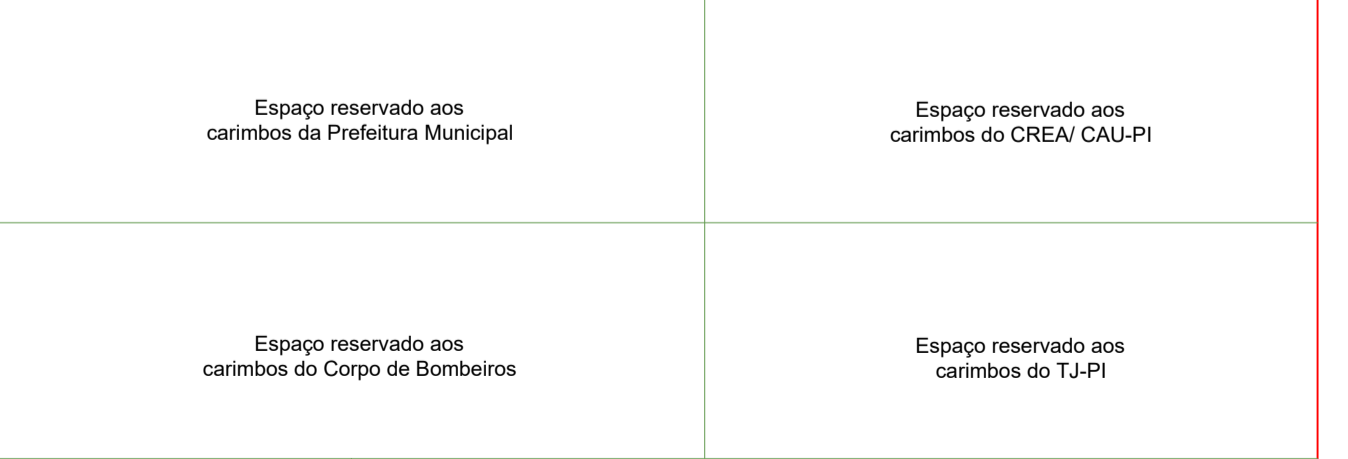 Espaço reservado aos
carimbos da Prefeitura Municipal
Espaço reservado aos
carimbos do CREA/ CAU-PI
Espaço reservado aos
carimbos do Corpo de Bombeiros
Espaço reservado aos
carimbos do TJ-PI